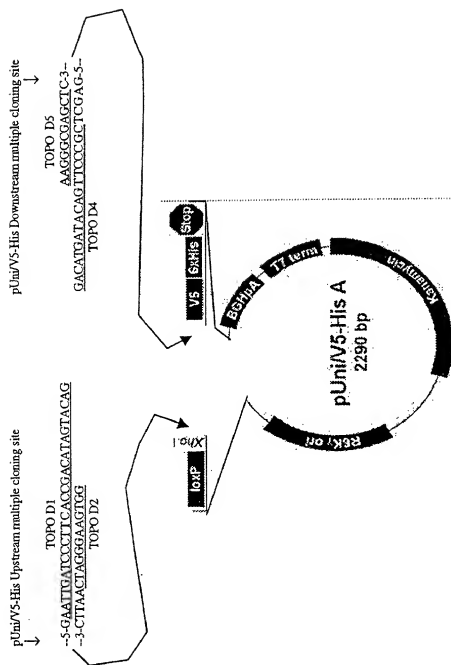 pUni/V5-His Upstream multiple cloning site
TOPO D1
--5-GAATTGATCCCTTCACCGACATAGTACAG
--3-CTTAACTAGGGAAGTGG
TOPO D2
pUni/V5-His Downstream multiple cloning site
TOPO D5
AAGGGCGAGCTC-3--
GACATGATACAGTTCCCGCTCGAG-5--
TOPO D4
loxP
Xho I
V5 6xHis Stop
BGHpA
T7 term
Kanamycin
R6Kγ ori
pUni/V5-His A
2290 bp